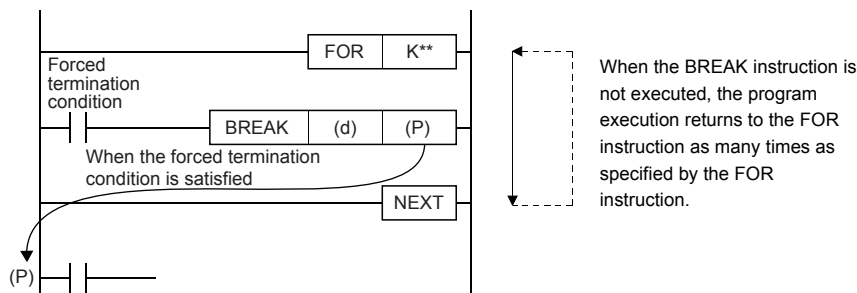 FOR K**
Forced
termination
condition
BREAK (d) (P)
When the forced termination
condition is satisfied
NEXT
(P)
When the BREAK instruction is
not executed, the program
execution returns to the FOR
instruction as many times as
specified by the FOR
instruction.